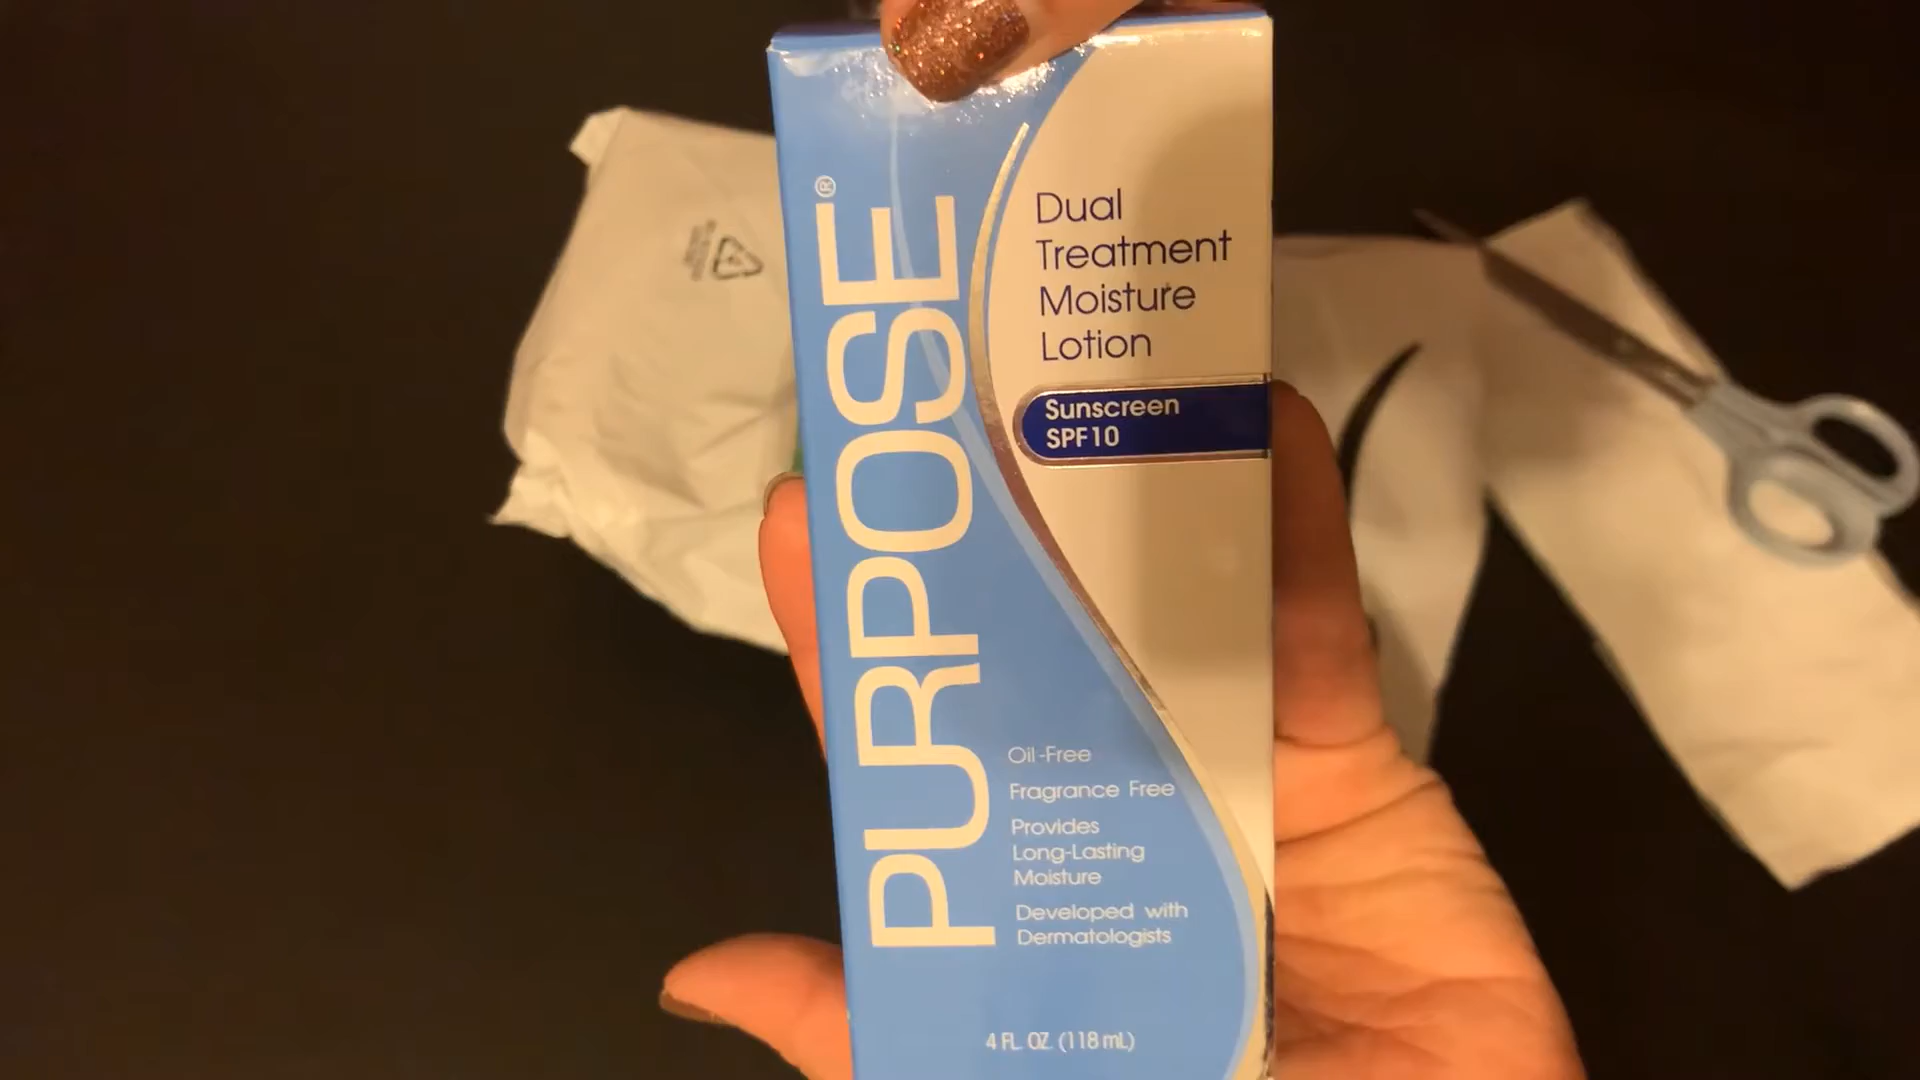 PURPOSE®
Dual
Treatment
Moisture
Lotion
Sunscreen
SPF10
Oil-Free
Fragrance Free
Provides
Long-Lasting
Moisture
Developed with
Dermatologists
4 FL. OZ. (118 mL)